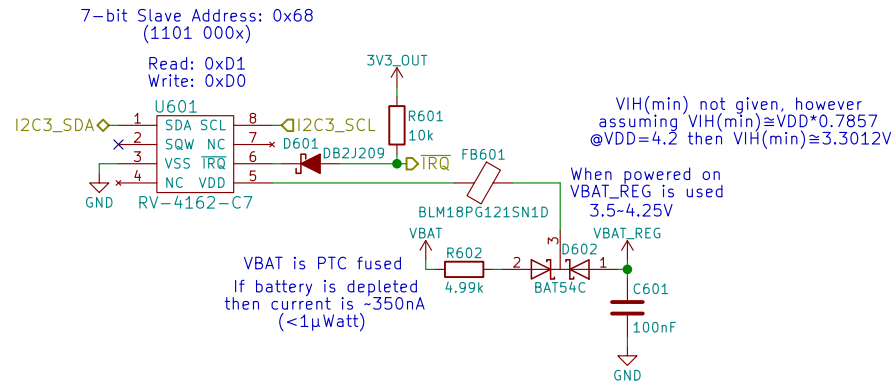 7-bit Slave Address: 0x68
(1101 000x)
Read: 0xD1
Write: 0xD0
3V3_OUT
U601
I2C3_SDA
1
SDA
SCL
8
I2C3_SCL
R601
10k
2
SQW
NC
7
D601
DB2J209
3
VSS
IRQ
6
IRQ
4
NC
VDD
5
GND
RV-4162-C7
FB601
BLM18PG121SN1D
VIH(min) not given, however
assuming VIH(min)≅VDD*0.7857
@VDD=4.2 then VIH(min)≅3.3012V
When powered on
VBAT_REG is used
3.5~4.25V
VBAT
R602
4.99k
3
D602
2
1
BAT54C
VBAT_REG
VBAT is PTC fused
If battery is depleted
then current is ~350nA
(<1µWatt)
C601
100nF
GND